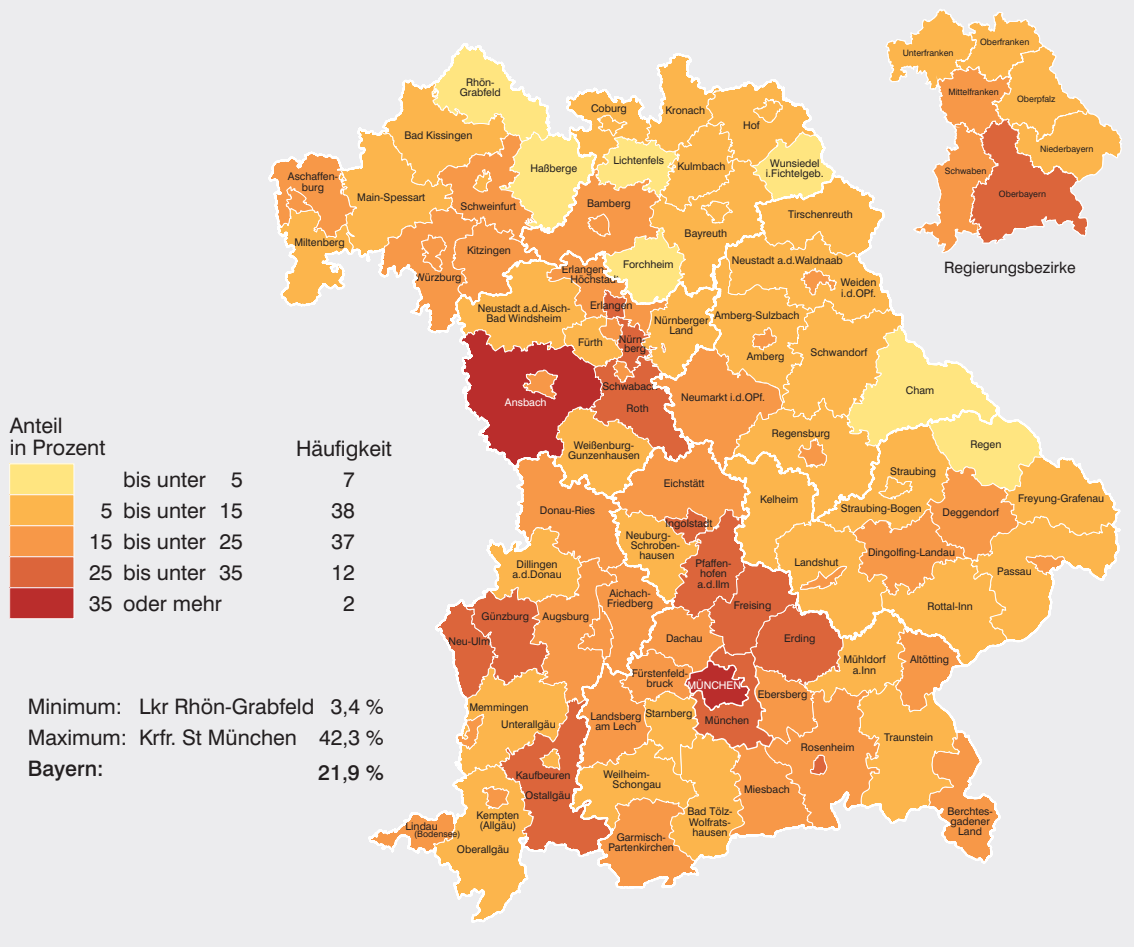 Unterfranken
Oberfranken
Mittelfranken
Oberpfalz
Niederbayern
Schwaben
Oberbayern
Regierungsbezirke
Rhön-
Grabfeld
Coburg
Kronach
Hof
Bad Kissingen
Haßberge
Lichtenfels
Kulmbach
Wunsiedel
i.Fichtelgeb.
Aschaffen-
burg
Main-Spessart
Schweinfurt
Bamberg
Bayreuth
Tirschenreuth
Miltenberg
Würzburg
Kitzingen
Erlangen-
Höchstadt
Forchheim
Neustadt a.d.Waldnaab
Weiden
i.d.OPf.
Neustadt a.d.Aisch-
Bad Windsheim
Erlangen
Fürth
Nürn-
berg
Nürnberger
Land
Amberg-Sulzbach
Amberg
Schwandorf
Cham
Ansbach
Schwabach
Roth
Neumarkt i.d.OPf.
Weißenburg-
Gunzenhausen
Regensburg
Regen
Straubing
Straubing-Bogen
Freyung-Grafenau
Deggendorf
Eichstätt
Kelheim
Donau-Ries
Ingolstadt
Neuburg-
Schroben-
hausen
Pfaffen-
hofen
a.d.Ilm
Landshut
Dingolfing-Landau
Passau
Rottal-Inn
Dillingen
a.d.Donau
Günzburg
Neu-Ulm
Augsburg
Aichach-
Friedberg
Freising
Erding
Dachau
Mühldorf
a.Inn
Altötting
Fürstenfeld-
bruck
MÜNCHEN
München
Ebersberg
Memmingen
Unterallgäu
Landsberg
am Lech
Starnberg
Rosenheim
Traunstein
Kaufbeuren
Ostallgäu
Weilheim-
Schongau
Bad Tölz-
Wolfrats-
hausen
Miesbach
Berchtes-
gadener
Land
Kempten
(Allgäu)
Lindau
(Bodensee)
Oberallgäu
Garmisch-
Partenkirchen
Anteil
in Prozent Häufigkeit
bis unter 5 7
5 bis unter 15 38
15 bis unter 25 37
25 bis unter 35 12
35 oder mehr 2
Minimum: Lkr Rhön-Grabfeld 3,4 %
Maximum: Krfr. St München 42,3 %
Bayern: 21,9 %